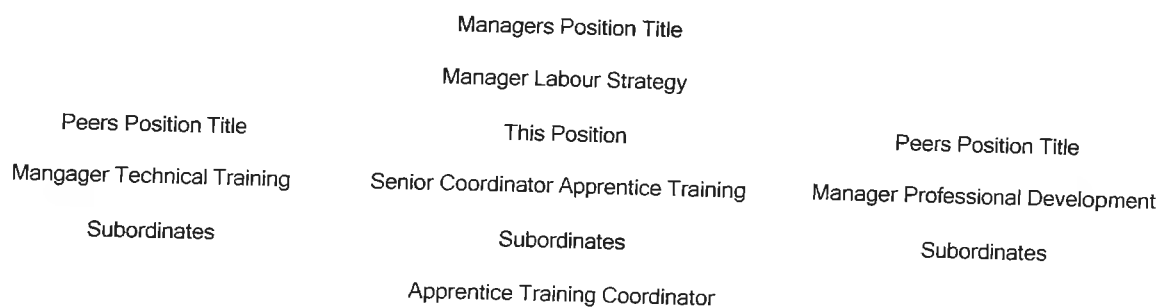 Managers Position Title
Manager Labour Strategy
Peers Position Title
This Position
Peers Position Title
Mangager Technical Training
Senior Coordinator Apprentice Training
Manager Professional Development
Subordinates
Subordinates
Subordinates
Apprentice Training Coordinator